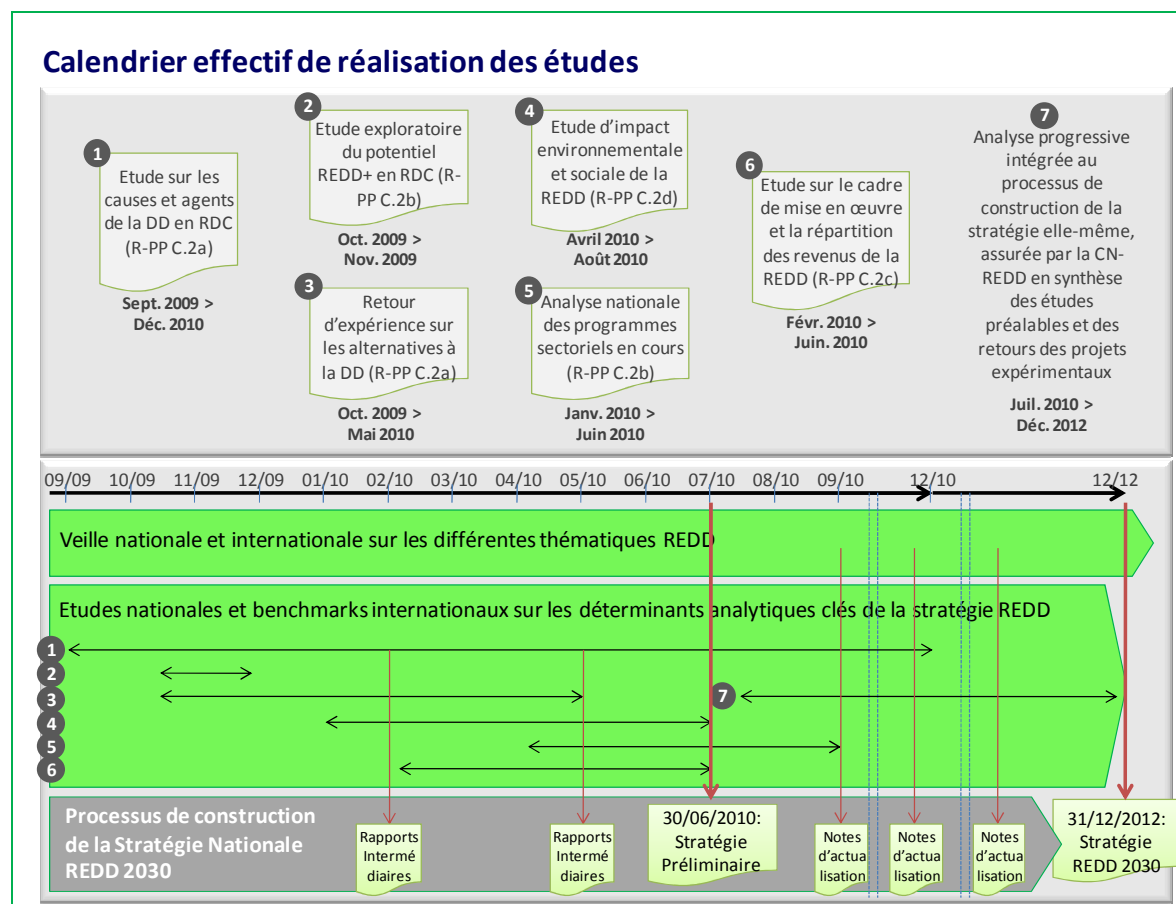 Calendrier effectif de réalisation des études
1
Etude sur les
causes et agents
de la DD en RDC
(R-PP C.2a)
Sept. 2009 >
Déc. 2010
2
Etude exploratoire
du potentiel
REDD+ en RDC (R-
PP C.2b)
Oct. 2009 >
Nov. 2009
3
Retour
d’expérience sur
les alternatives à
la DD (R-PP C.2a)
Oct. 2009 >
Mai 2010
4
Etude d’impact
environnementale
et sociale de la
REDD (R-PP C.2d)
Avril 2010 >
Août 2010
5
Analyse nationale
des programmes
sectoriels en cours
(R-PP C.2b)
Janv. 2010 >
Juin 2010
6
Etude sur le cadre
de mise en œuvre
et la répartition
des revenus de la
REDD (R-PP C.2c)
Févr. 2010 >
Juin. 2010
7
Analyse progressive
intégrée au
processus de
construction de la
stratégie elle-même,
assurée par la CN-
REDD en synthèse
des études
préalables et des
retours des projets
expérimentaux
Juil. 2010 >
Déc. 2012
09/09 10/09 11/09 12/09 01/10 02/10 03/10 04/10 05/10 06/10 07/10 08/10 09/10 12/10 12/12
Veille nationale et internationale sur les différentes thématiques REDD
Etudes nationales et benchmarks internationaux sur les déterminants analytiques clés de la stratégie REDD
1
2
3
7
4
5
6
Processus de construction
de la Stratégie Nationale
REDD 2030
Rapports
Intermé
diaires
Rapports
Intermé
diaires
30/06/2010:
Stratégie
Préliminaire
Notes
d’actua
lisation
Notes
d’actua
lisation
Notes
d’actua
lisation
31/12/2012:
Stratégie
REDD 2030